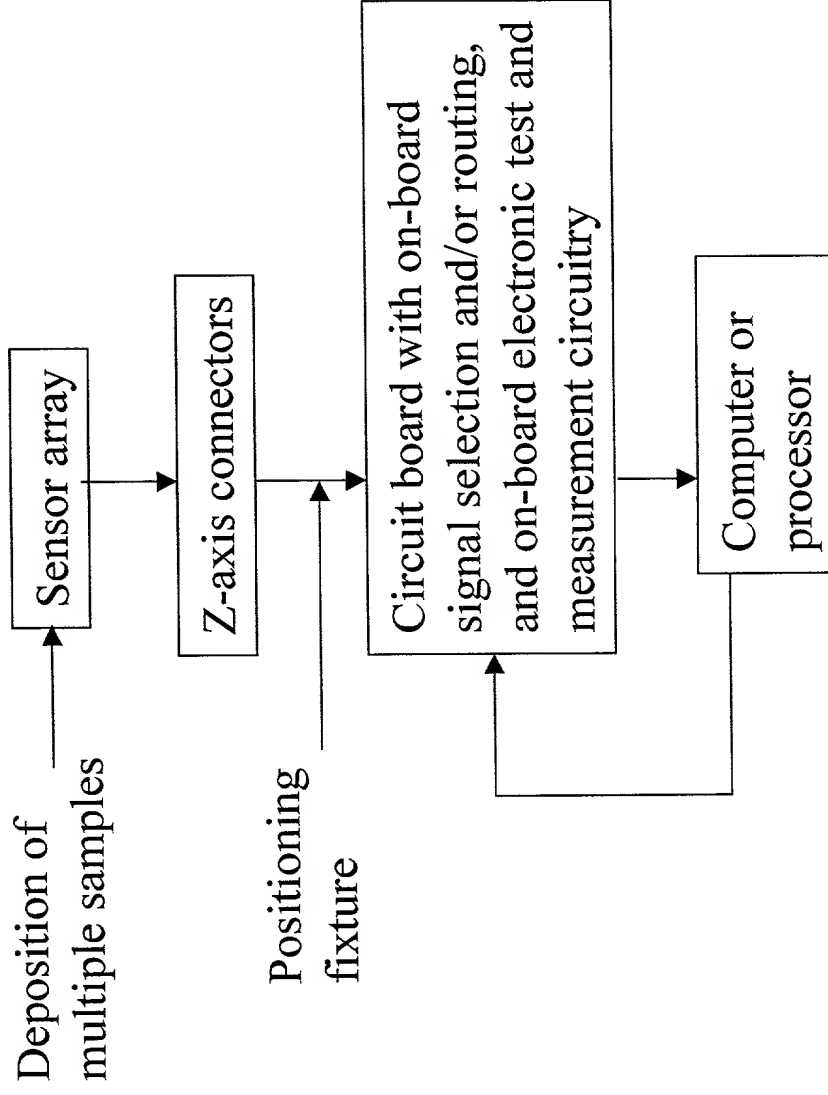 Deposition of
multiple samples
Sensor array
Z-axis connectors
Positioning
fixture
Circuit board with on-board
signal selection and/or routing,
and on-board electronic test and
measurement circuitry
Computer or
processor